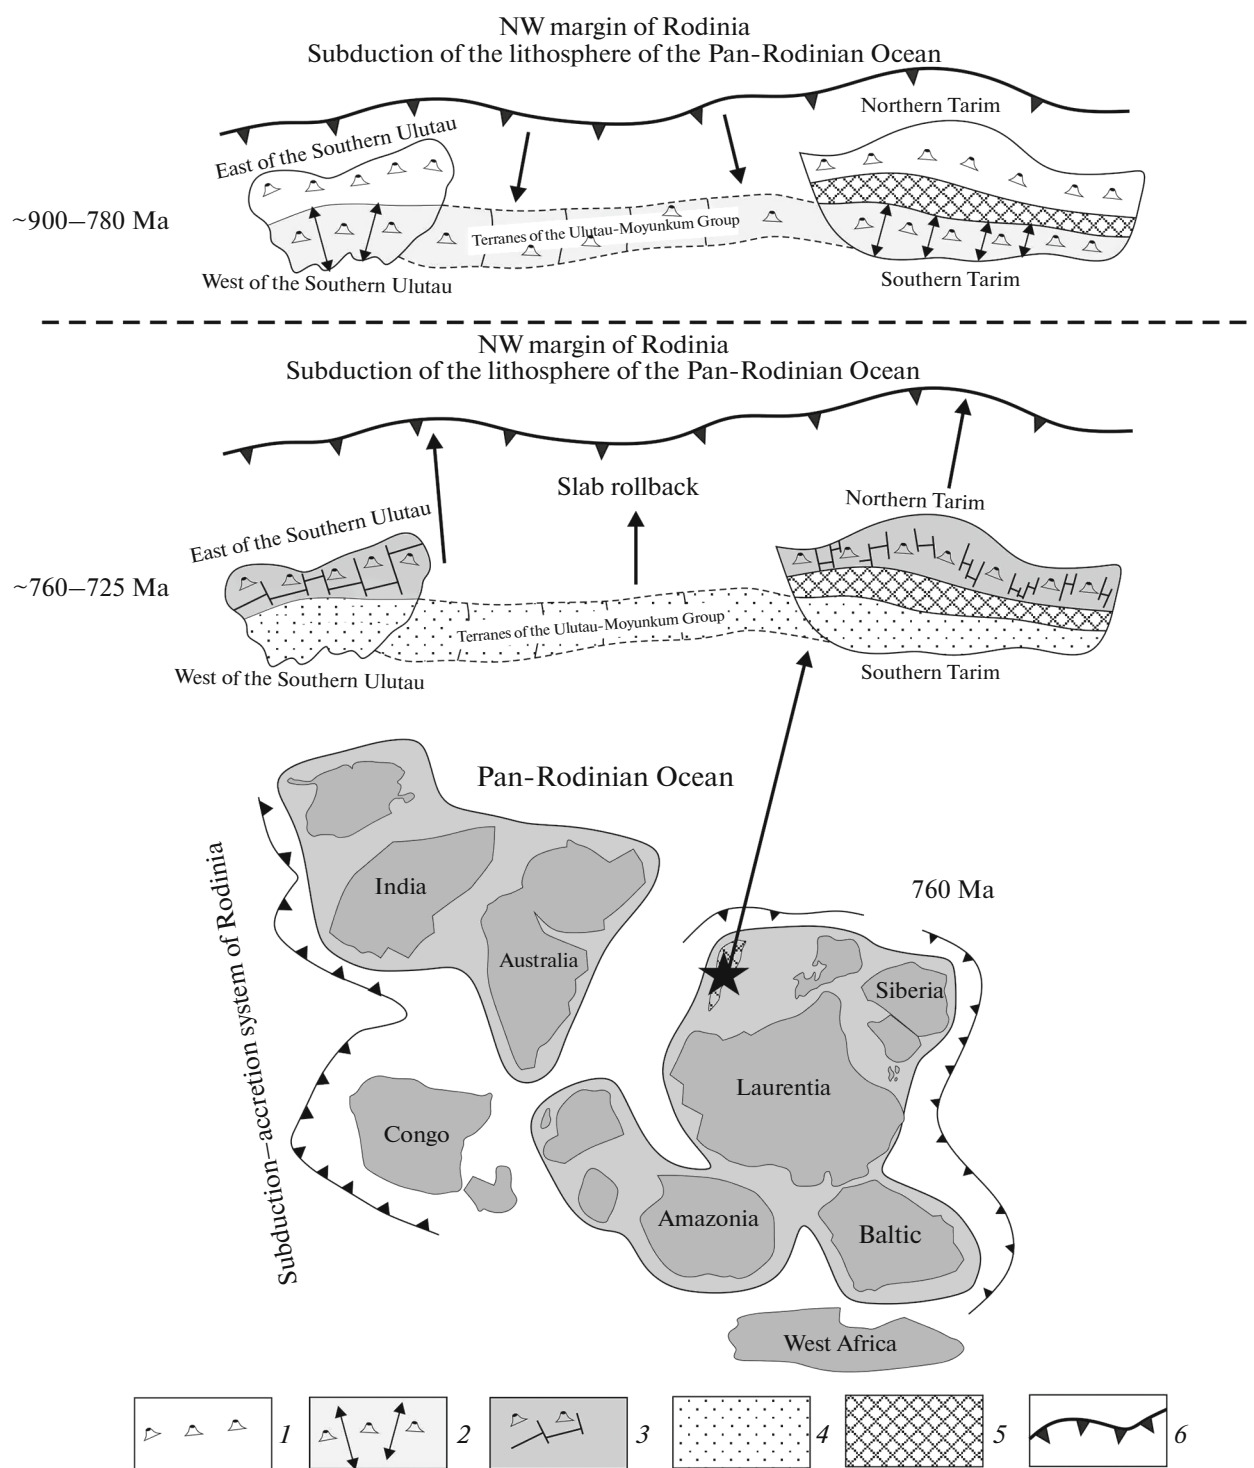 NW margin of Rodinia
Subduction of the lithosphere of the Pan-Rodinian Ocean
Northern Tarim
East of the Southern Ulutau
~900–780 Ma
Terranes of the Ulutau-Moyunkum Group
West of the Southern Ulutau
Southern Tarim
NW margin of Rodinia
Subduction of the lithosphere of the Pan-Rodinian Ocean
Slab rollback
Northern Tarim
East of the Southern Ulutau
~760–725 Ma
Terranes of the Ulutau-Moyunkum Group
West of the Southern Ulutau
Southern Tarim
Pan-Rodinian Ocean
Subduction–accretion system of Rodinia
India
760 Ma
Australia
Siberia
Laurentia
Congo
Amazonia
Baltic
West Africa
1
2
3
4
5
6